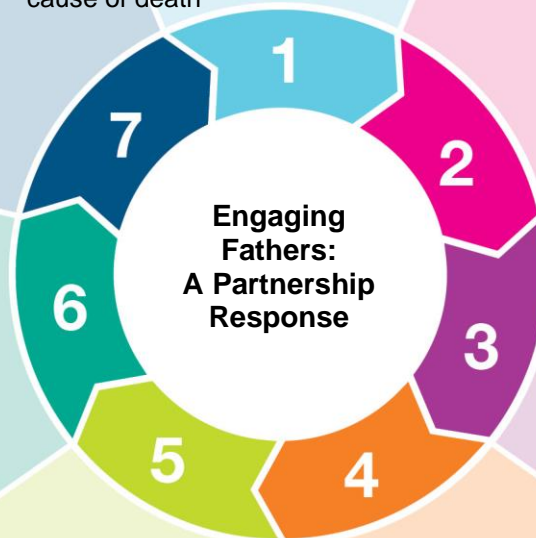 cause of death
1
7
2
Engaging
Fathers:
A Partnership
Response
6
3
5
4